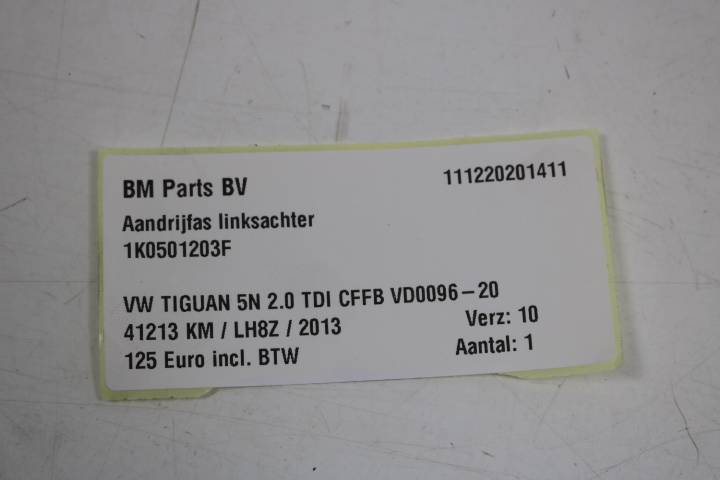 BM Parts BV 111220201411
Aandrijfas linksachter
1K0501203F
VW TIGUAN 5N 2.0 TDI CFFB VD0096-20
41213 KM / LH8Z / 2013 Verz: 10
125 Euro incl. BTW Aantal: 1